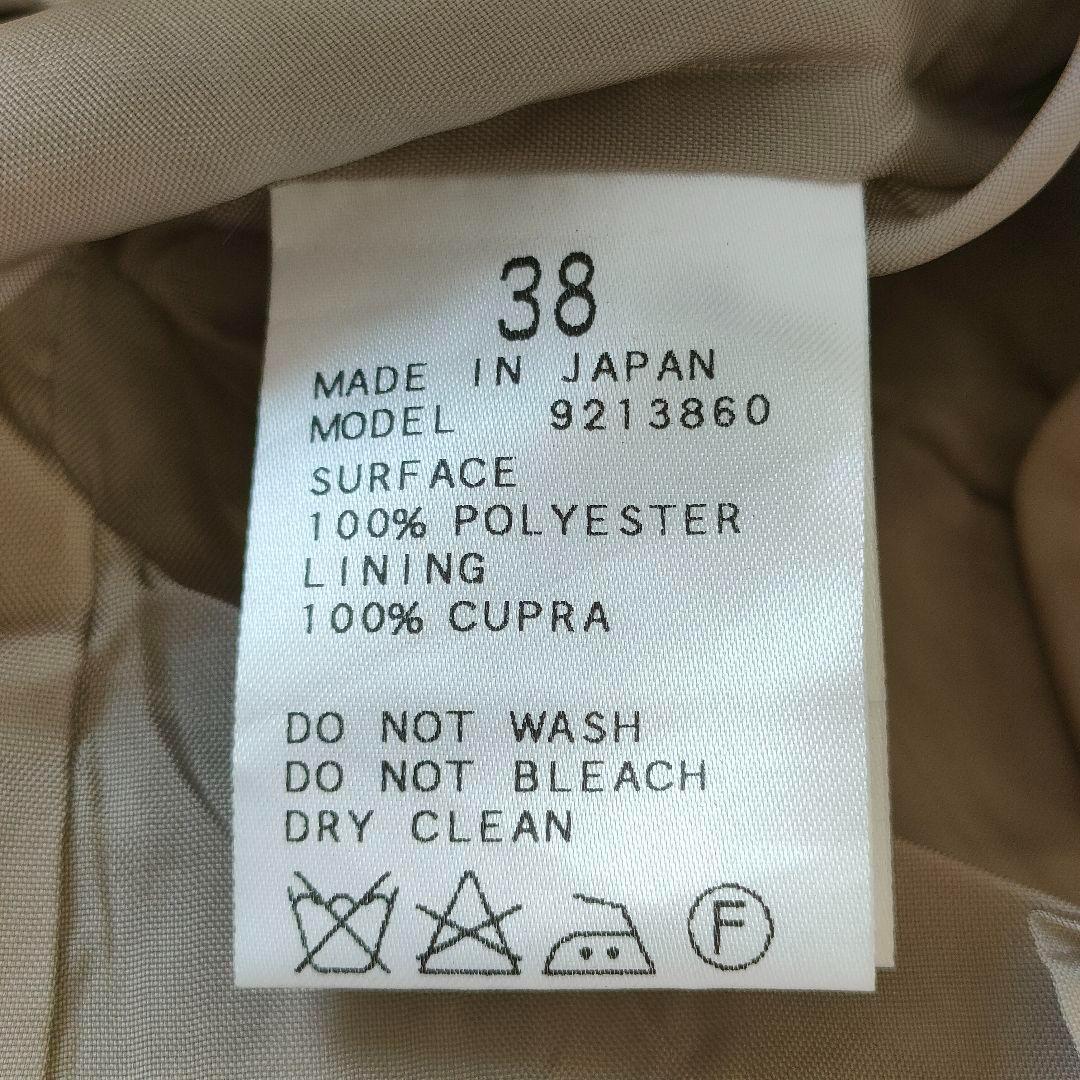 38
MADE IN JAPAN
MODEL 9213860
SURFACE
100% POLYESTER
LINING
100% CUPRA
DO NOT WASH
DO NOT BLEACH
DRY CLEAN
F